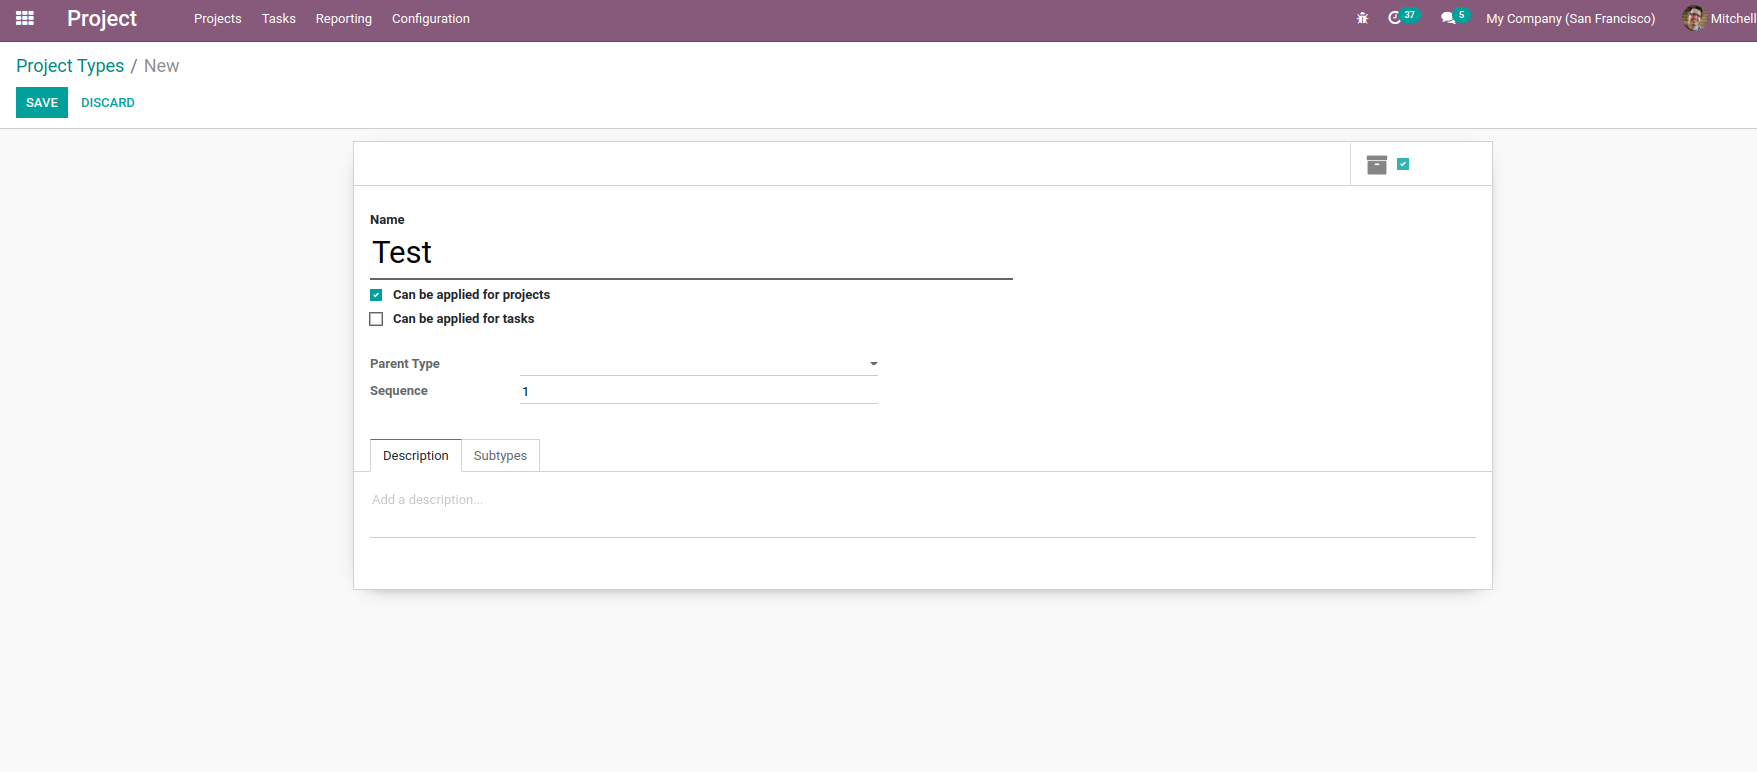 Project Projects Tasks Reporting Configuration 37 5 My Company (San Francisco) Mitchell
Project Types / New
SAVE DISCARD
Name
Test
Can be applied for projects
Can be applied for tasks
Parent Type
Sequence 1
Description Subtypes
Add a description...